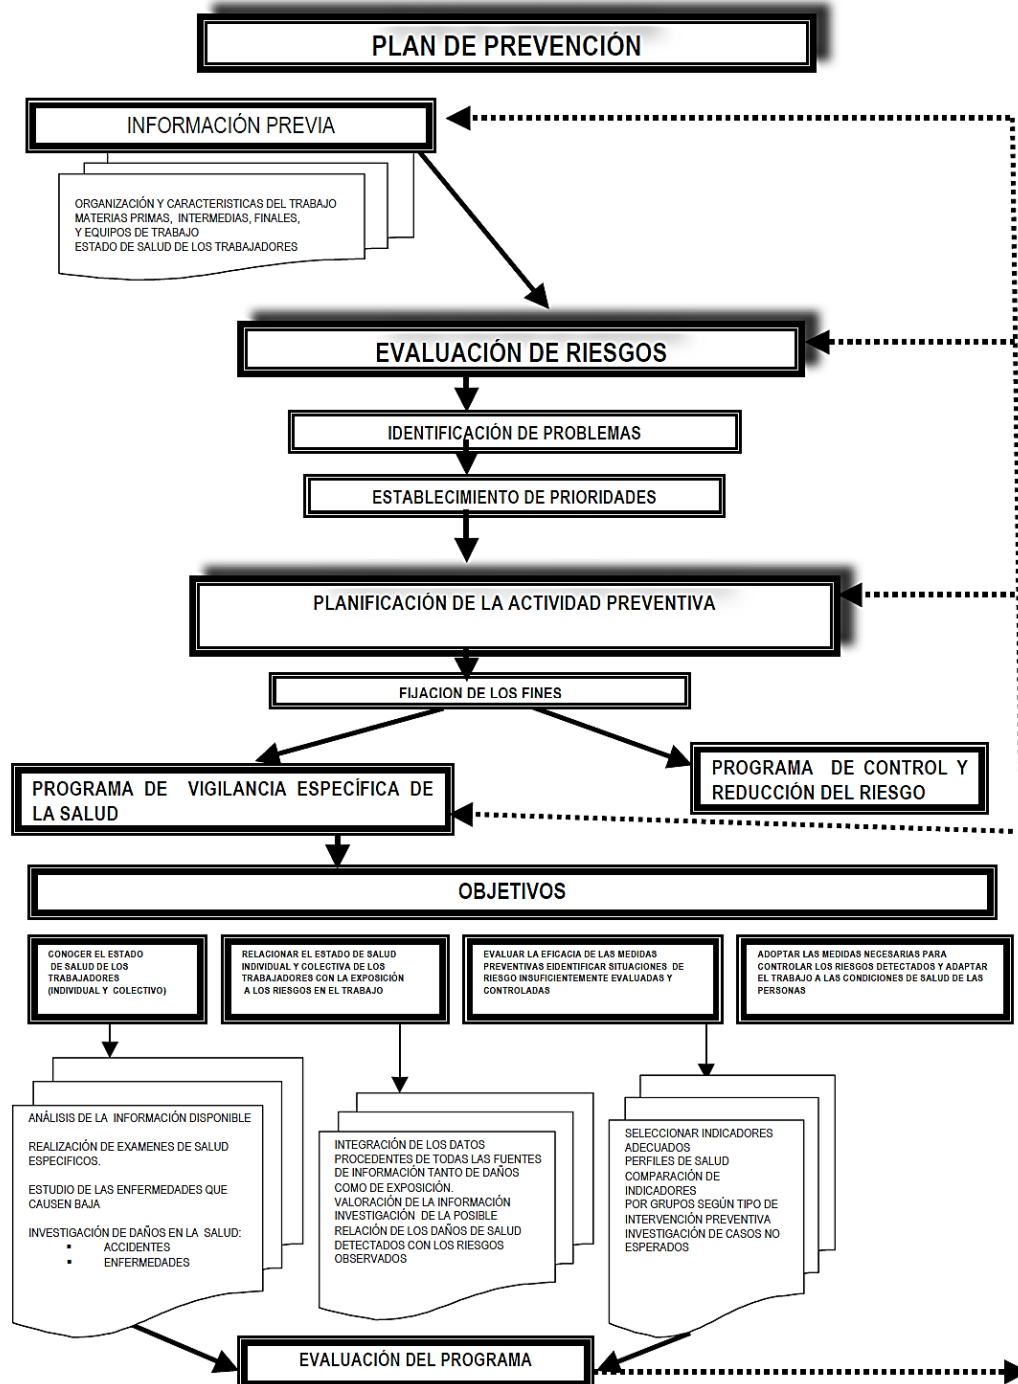 PLAN DE PREVENCIÓN
INFORMACIÓN PREVIA
ORGANIZACIÓN Y CARACTERISTICAS DEL TRABAJO
MATERIAS PRIMAS, INTERMEDIAS, FINALES,
Y EQUIPOS DE TRABAJO
ESTADO DE SALUD DE LOS TRABAJADORES
EVALUACIÓN DE RIESGOS
IDENTIFICACIÓN DE PROBLEMAS
ESTABLECIMIENTO DE PRIORIDADES
PLANIFICACIÓN DE LA ACTIVIDAD PREVENTIVA
FIJACION DE LOS FINES
PROGRAMA DE VIGILANCIA ESPECÍFICA DE
LA SALUD
PROGRAMA DE CONTROL Y
REDUCCIÓN DEL RIESGO
OBJETIVOS
CONOCER EL ESTADO
DE SALUD DE LOS
TRABAJADORES
(INDIVIDUAL Y COLECTIVO)
RELACIONAR EL ESTADO DE SALUD
INDIVIDUAL Y COLECTIVA DE LOS
TRABAJADORES CON LA EXPOSICIÓN
A LOS RIESGOS EN EL TRABAJO
EVALUAR LA EFICACIA DE LAS MEDIDAS
PREVENTIVAS EIDENTIFICAR SITUACIONES DE
RIESGO INSUFICIENTEMENTE EVALUADAS Y
CONTROLADAS
ADOPTAR LAS MEDIDAS NECESARIAS PARA
CONTROLAR LOS RIESGOS DETECTADOS Y ADAPTAR
EL TRABAJO A LAS CONDICIONES DE SALUD DE LAS
PERSONAS
ANÁLISIS DE LA INFORMACIÓN DISPONIBLE
REALIZACIÓN DE EXAMENES DE SALUD
ESPECIFICOS.
ESTUDIO DE LAS ENFERMEDADES QUE
CAUSEN BAJA
INVESTIGACIÓN DE DAÑOS EN LA SALUD:
▪ ACCIDENTES
▪ ENFERMEDADES
INTEGRACIÓN DE LOS DATOS
PROCEDENTES DE TODAS LAS FUENTES
DE INFORMACIÓN TANTO DE DAÑOS
COMO DE EXPOSICIÓN.
VALORACIÓN DE LA INFORMACIÓN
INVESTIGACIÓN DE LA POSIBLE
RELACIÓN DE LOS DAÑOS DE SALUD
DETECTADOS CON LOS RIESGOS
OBSERVADOS
SELECCIONAR INDICADORES
ADECUADOS
PERFILES DE SALUD
COMPARACIÓN DE
INDICADORES
POR GRUPOS SEGÚN TIPO DE
INTERVENCIÓN PREVENTIVA
INVESTIGACIÓN DE CASOS NO
ESPERADOS
EVALUACIÓN DEL PROGRAMA